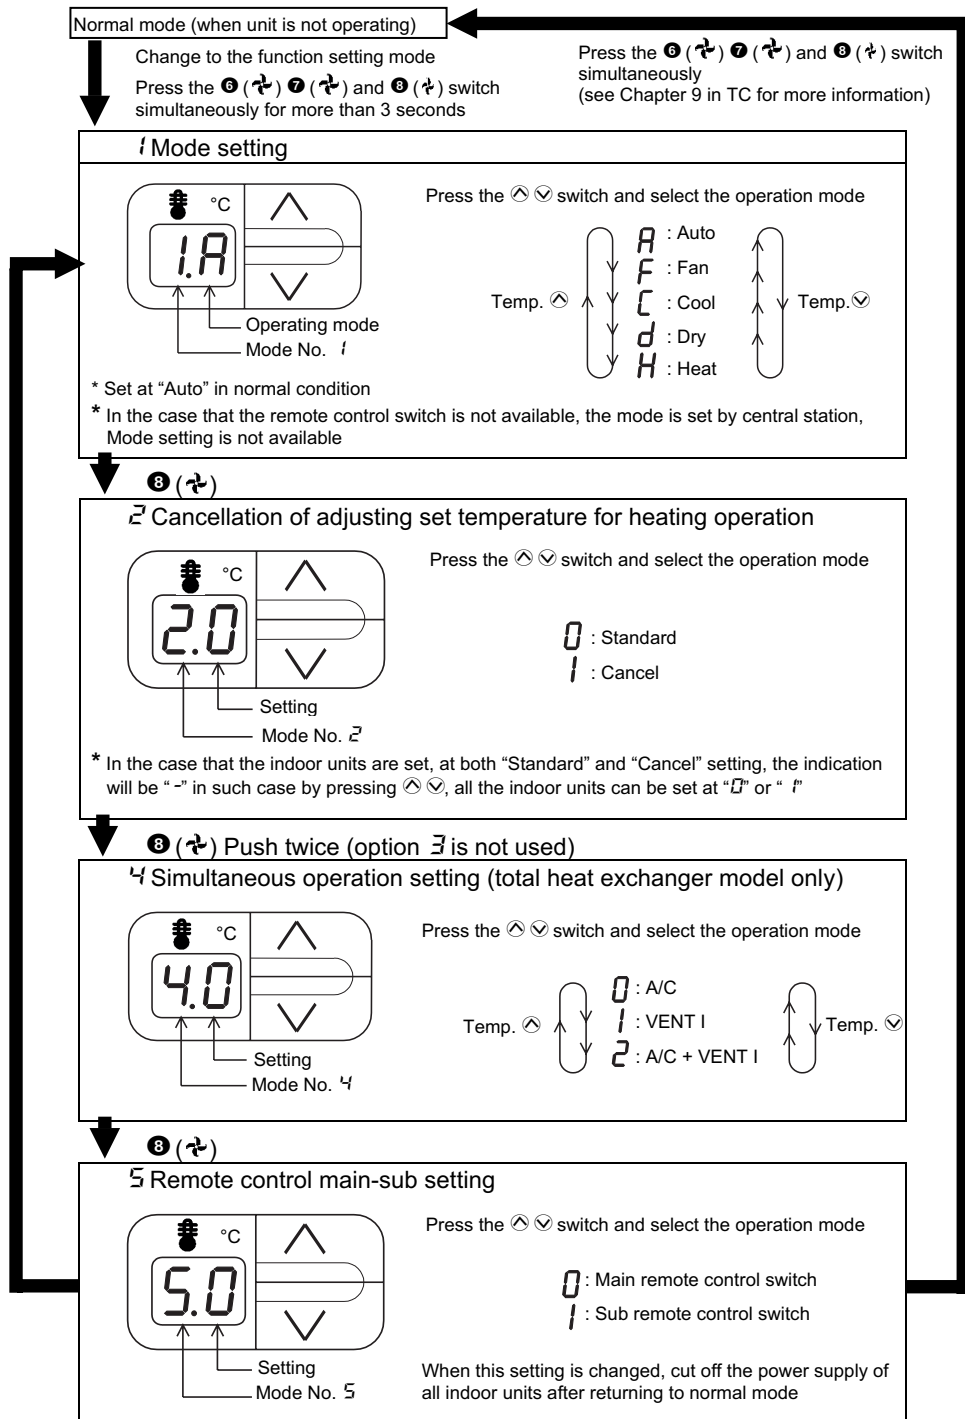 Normal mode (when unit is not operating)
Change to the function setting mode
Press the ❻ ( ) ❼ ( ) and ❽ ( ) switch
simultaneously for more than 3 seconds
Press the ❻ ( ) ❼ ( ) and ❽ ( ) switch
simultaneously
(see Chapter 9 in TC for more information)
1 Mode setting
°C
1.A
Operating mode
Mode No. 1
Press the switch and select the operation mode
Temp.
A : Auto
F : Fan
C : Cool
d : Dry
H : Heat
Temp.
* Set at “Auto” in normal condition
* In the case that the remote control switch is not available, the mode is set by central station,
Mode setting is not available
❽ ( )
2 Cancellation of adjusting set temperature for heating operation
°C
2.0
Setting
Mode No. 2
Press the switch and select the operation mode
0 : Standard
1 : Cancel
* In the case that the indoor units are set, at both “Standard” and “Cancel” setting, the indication
will be “ -” in such case by pressing , all the indoor units can be set at “0” or “ 1”
❽ ( ) Push twice (option 3 is not used)
4 Simultaneous operation setting (total heat exchanger model only)
°C
4.0
Setting
Mode No. 4
Press the switch and select the operation mode
Temp.
0 : A/C
1 : VENT I
2 : A/C + VENT I
Temp.
❽ ( )
5 Remote control main-sub setting
°C
5.0
Setting
Mode No. 5
Press the switch and select the operation mode
0 : Main remote control switch
1 : Sub remote control switch
When this setting is changed, cut off the power supply of
all indoor units after returning to normal mode